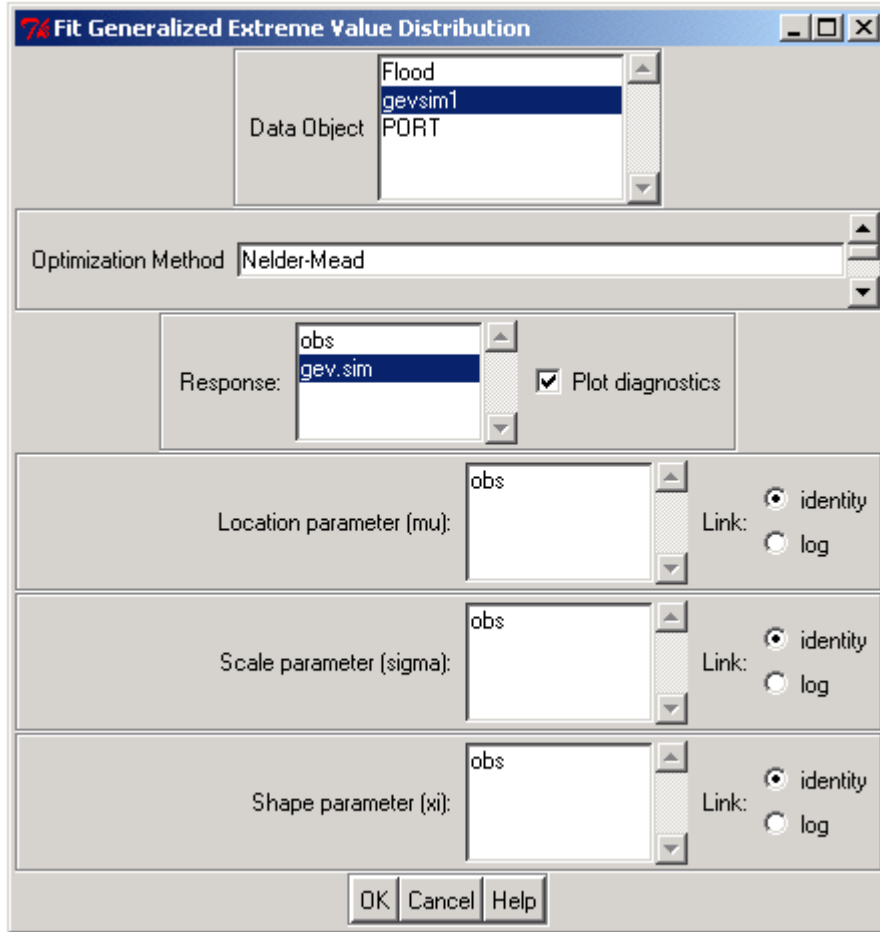 Fit Generalized Extreme Value Distribution
Data Object
Flood
gevsim1
PORT
Optimization Method Nelder-Mead
Response:
obs
gev.sim
Plot diagnostics
Location parameter (mu):
obs
Link:
identity
log
Scale parameter (sigma):
obs
Link:
identity
log
Shape parameter (xi):
obs
Link:
identity
log
OK Cancel Help